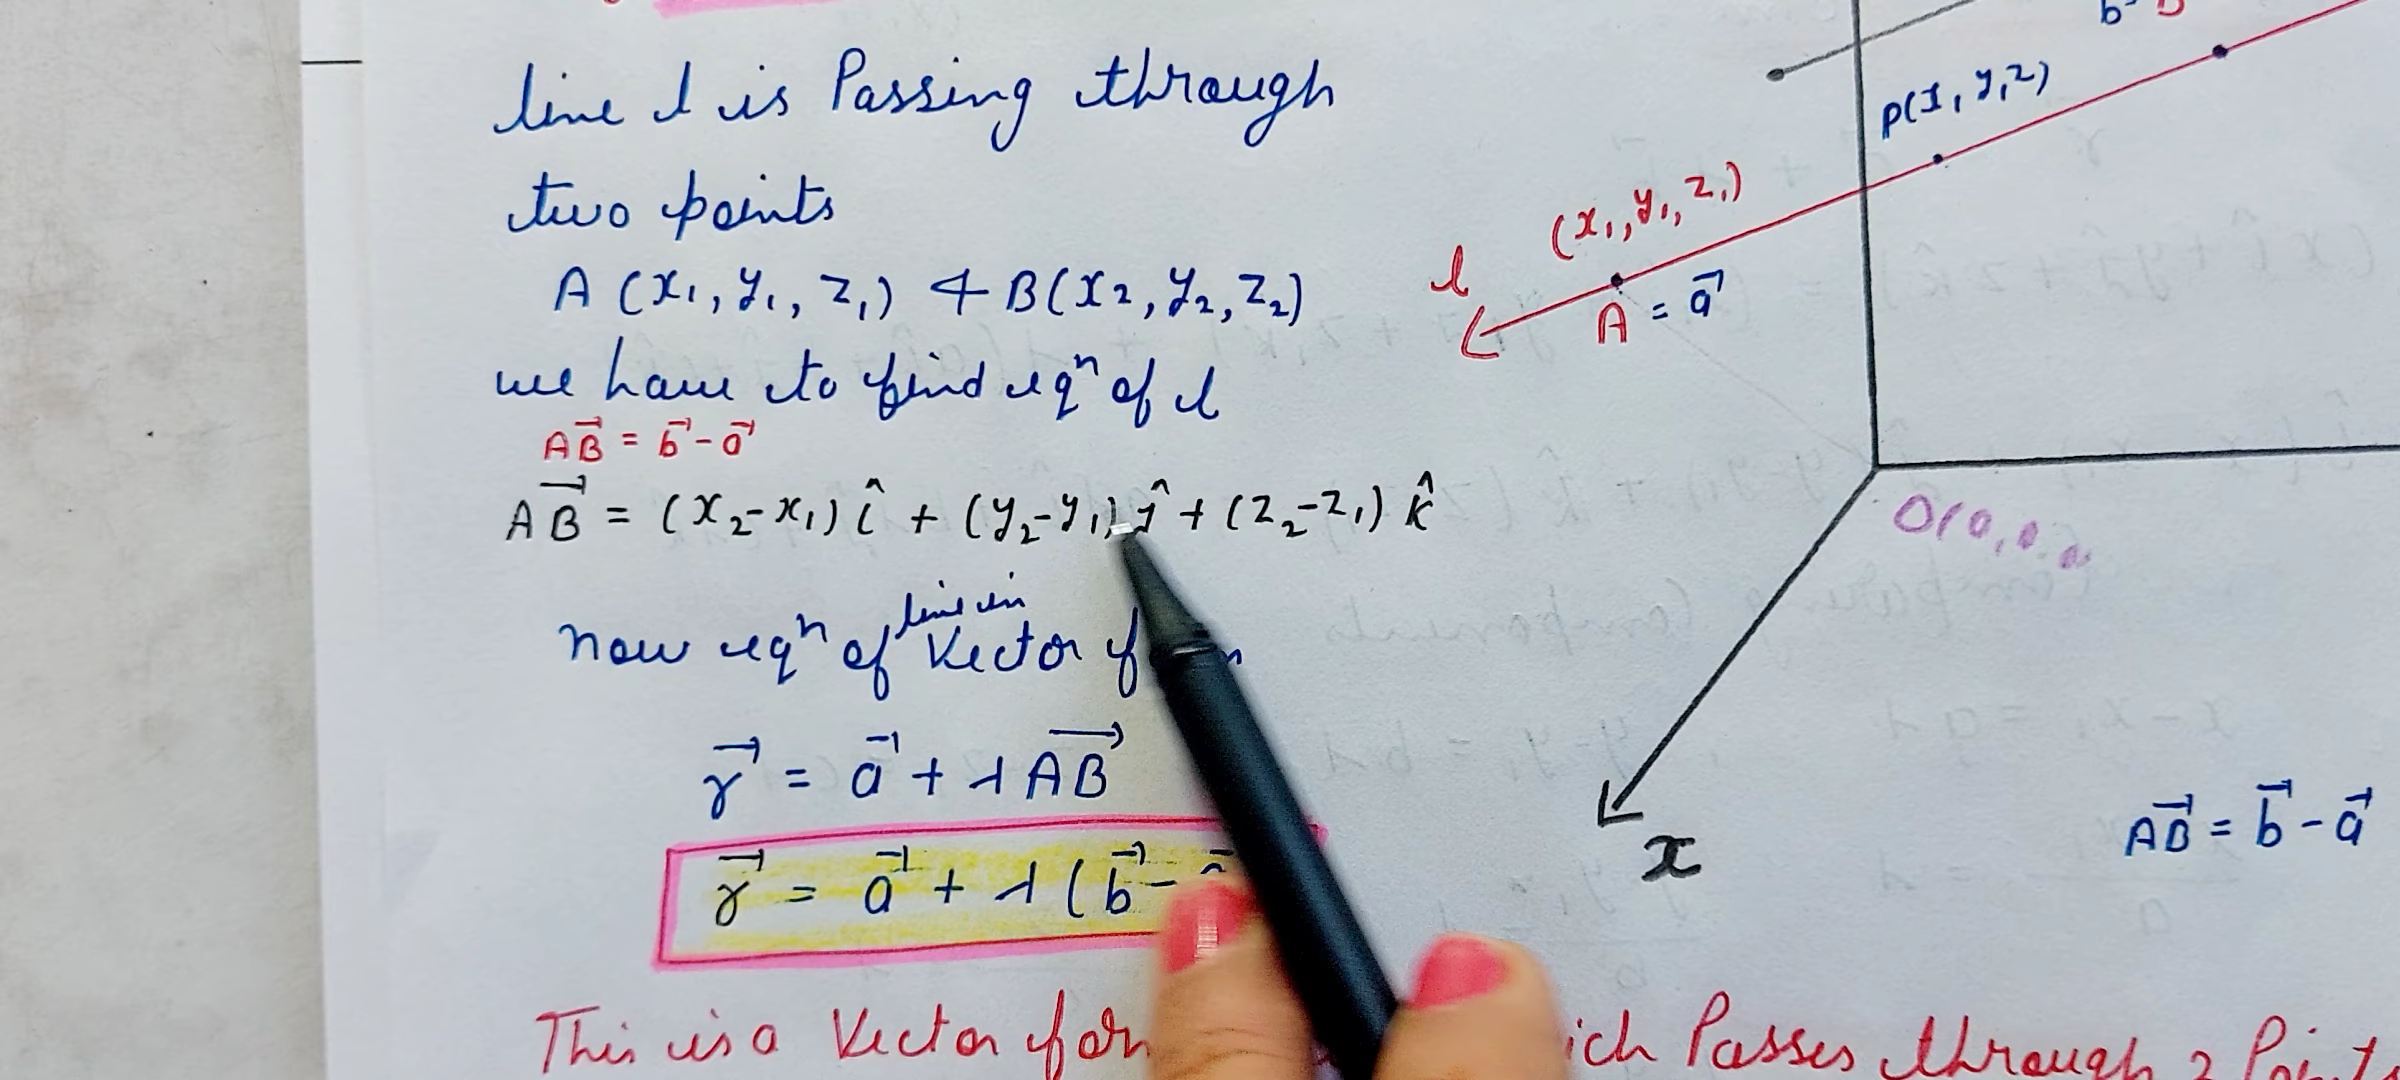 line l is Passing through
two points
A (x₁, y₁, z₁) & B(x₂, y₂, z₂)
we have to find eqⁿ of l
AB⃗ = b⃗ - a⃗
AB⃗ = (x₂-x₁) î + (y₂-y₁) ĵ + (z₂-z₁) k̂
now eqⁿ of line in Vector
r⃗ = a⃗ + λ AB⃗
r⃗ = a⃗ + λ (b⃗ -
This is a Vector Passes through 2
P(x, y, z)
(x₁, y₁, z₁)
l
A = a⃗
O(0, 0, 0
x
AB⃗ = b⃗ - a⃗